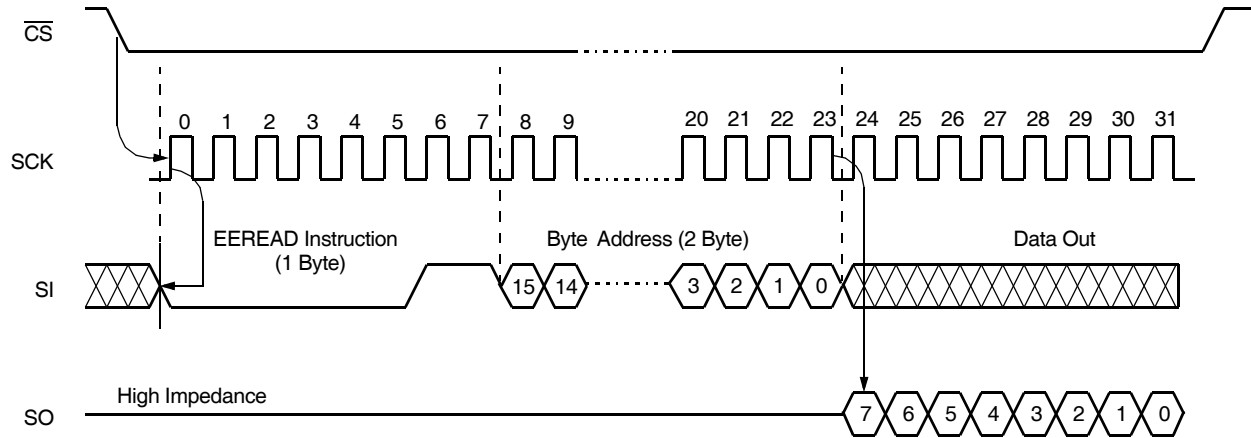 CS
0 1 2 3 4 5 6 7 8 9 20 21 22 23 24 25 26 27 28 29 30 31
SCK
EEREAD Instruction
(1 Byte)
Byte Address (2 Byte)
Data Out
SI
15 14 3 2 1 0
High Impedance
SO
7 6 5 4 3 2 1 0